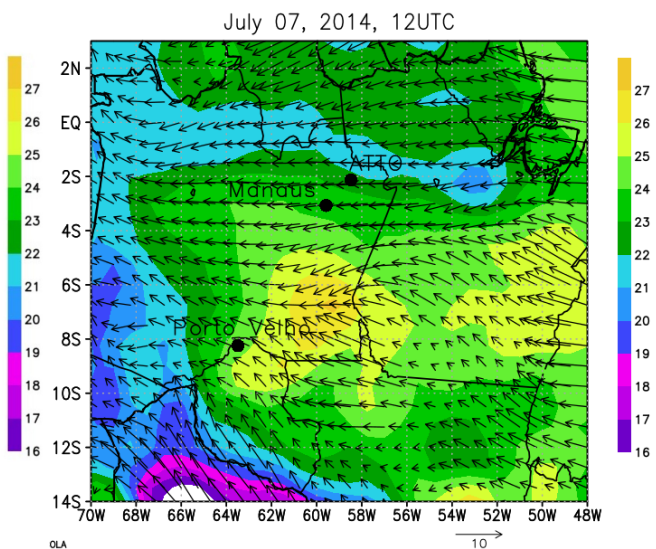 July 07, 2014, 12UTC
2N
EQ
2S
4S
6S
8S
10S
12S
14S
70W 68W 66W 64W 62W 60W 58W 56W 54W 52W 50W 48W
ATTO
Manaus
Porto Velho
27
26
25
24
23
22
21
20
19
18
17
16
27
26
25
24
23
22
21
20
19
18
17
16
OLA
10